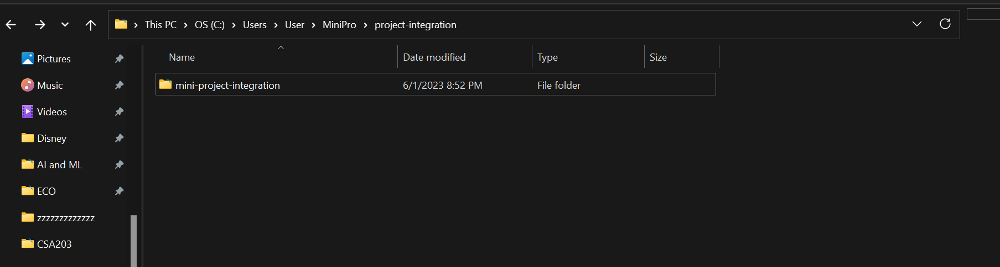 This PC > OS (C:) > Users > User > MiniPro > project-integration
Name Date modified Type Size
mini-project-integration 6/1/2023 8:52 PM File folder
Pictures
Music
Videos
Disney
AI and ML
ECO
zzzzzzzzzzzzz
CSA203